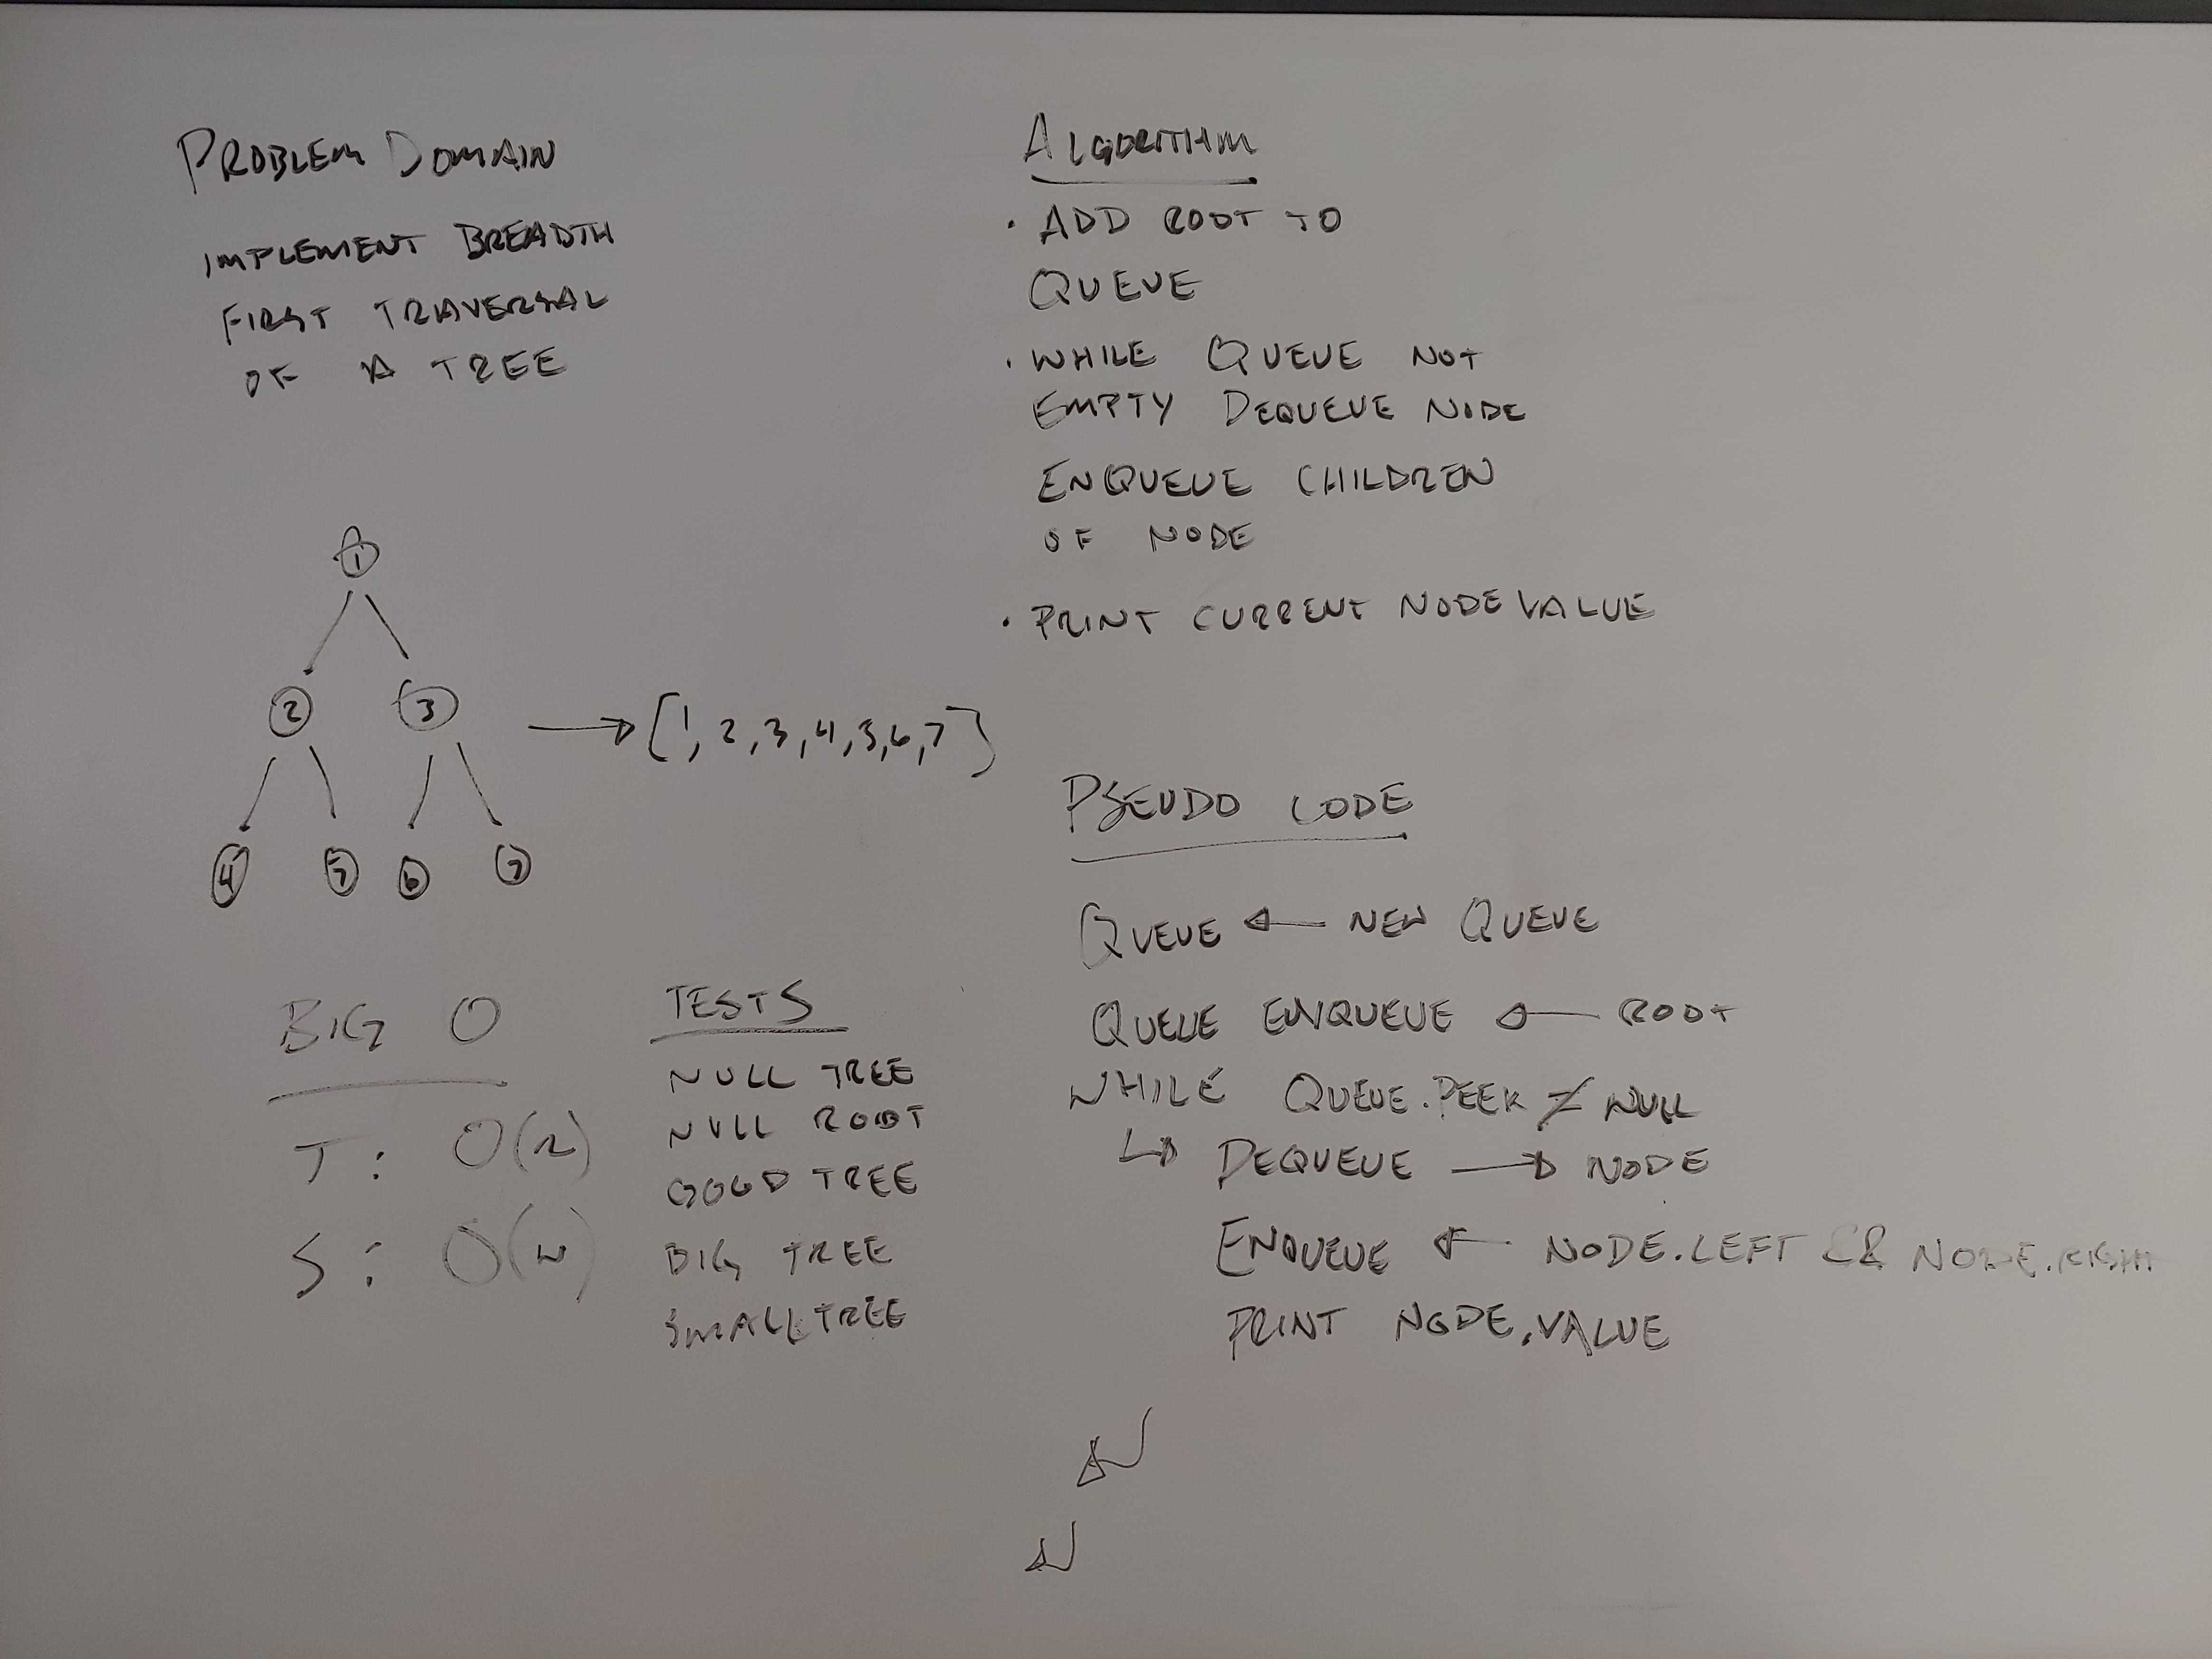 PROBLEM DOMAIN
IMPLEMENT BREADTH
FIRST TRAVERSAL
OF A TREE
1
2 3
→ [1, 2, 3, 4, 5, 6, 7]
4 5 6 7
BIG O
T: O(n)
S: O(w)
TESTS
NULL TREE
NULL ROOT
GOOD TREE
BIG TREE
SMALL TREE
ALGORITHM
· ADD ROOT TO
QUEUE
· WHILE QUEUE NOT
EMPTY DEQUEUE NODE
ENQUEUE CHILDREN
OF NODE
· PRINT CURRENT NODE VALUE
PSEUDO CODE
QUEUE ← NEW QUEUE
QUEUE ENQUEUE ← ROOT
WHILE QUEUE.PEEK ≠ NULL
↳ DEQUEUE → NODE
ENQUEUE ← NODE.LEFT && NODE.RIGHT
PRINT NODE.VALUE